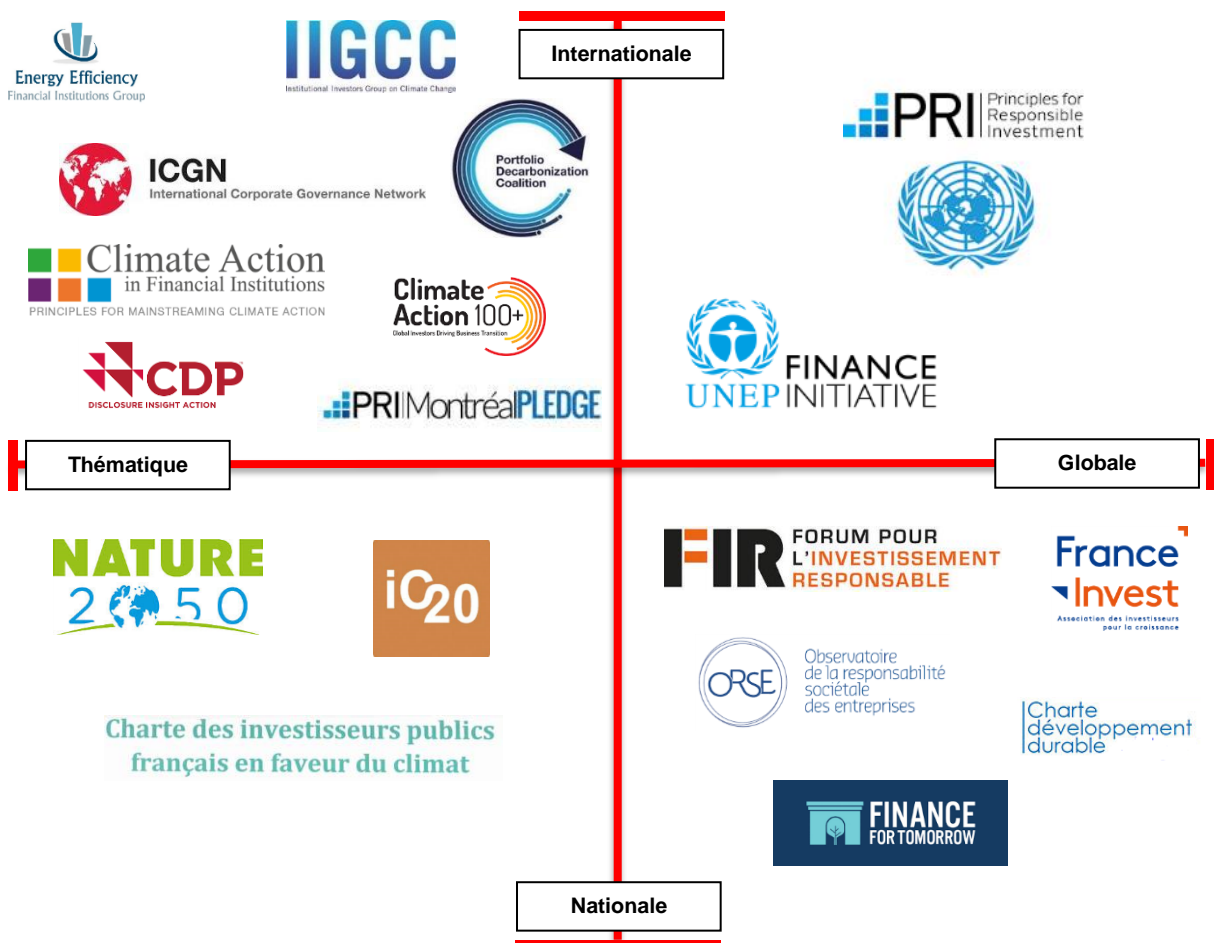 Internationale
Energy Efficiency
Financial Institutions Group
IIGCC
Institutional Investors Group on Climate Change
PRI
Principles for
Responsible
Investment
ICGN
International Corporate Governance Network
Portfolio
Decarbonization
Coalition
Climate Action
in Financial Institutions
PRINCIPLES FOR MAINSTREAMING CLIMATE ACTION
Climate
Action 100+
Global Investors Driving Business Transition
UNEP
FINANCE
INITIATIVE
CDP
DISCLOSURE INSIGHT ACTION
PRI MontréalPLEDGE
Thématique
Globale
NATURE
2050
ic20
FIR
FORUM POUR
L'INVESTISSEMENT
RESPONSABLE
France
Invest
Association des investisseurs
pour la croissance
ORSE
Observatoire
de la responsabilité
sociétale
des entreprises
Charte
développement
durable
Charte des investisseurs publics
français en faveur du climat
FINANCE
FOR TOMORROW
Nationale